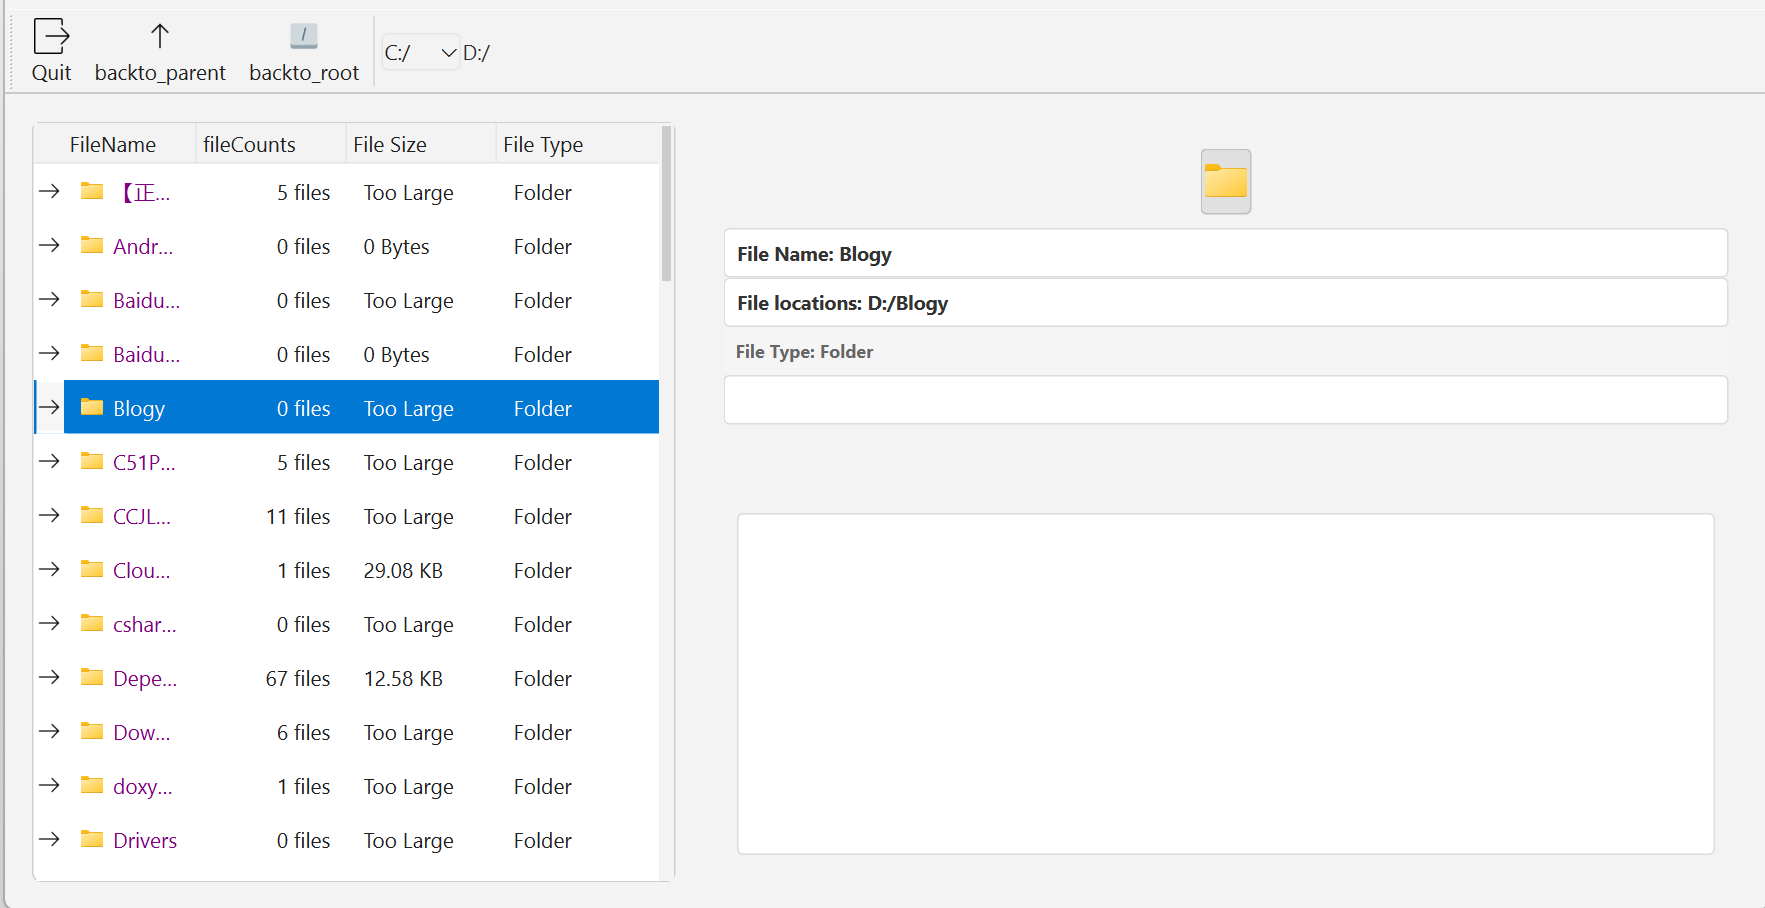 Quit backto_parent backto_root C:/ D:/
/
FileName fileCounts File Size File Type
【正... 5 files Too Large Folder
Andr... 0 files 0 Bytes Folder
Baidu... 0 files Too Large Folder
Baidu... 0 files 0 Bytes Folder
Blogy 0 files Too Large Folder
C51P... 5 files Too Large Folder
CCJL... 11 files Too Large Folder
Clou... 1 files 29.08 KB Folder
cshar... 0 files Too Large Folder
Depe... 67 files 12.58 KB Folder
Dow... 6 files Too Large Folder
doxy... 1 files Too Large Folder
Drivers 0 files Too Large Folder
File Name: Blogy
File locations: D:/Blogy
File Type: Folder